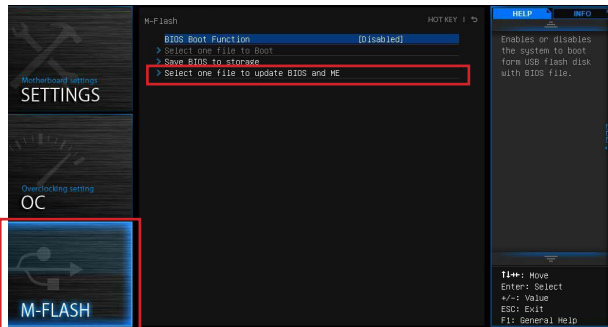 M-Flash
HOT KEY
BIOS Boot Function [Disabled]
> Select one file to Boot
> Save BIOS to storage
> Select one file to update BIOS and ME
Motherboard settings
SETTINGS
Overclocking setting
OC
M-FLASH
HELP
INFO
Enables or disables
the system to boot
form USB flash disk
with BIOS file.
↑↓←→: Move
Enter: Select
+/-: Value
ESC: Exit
F1: General Help